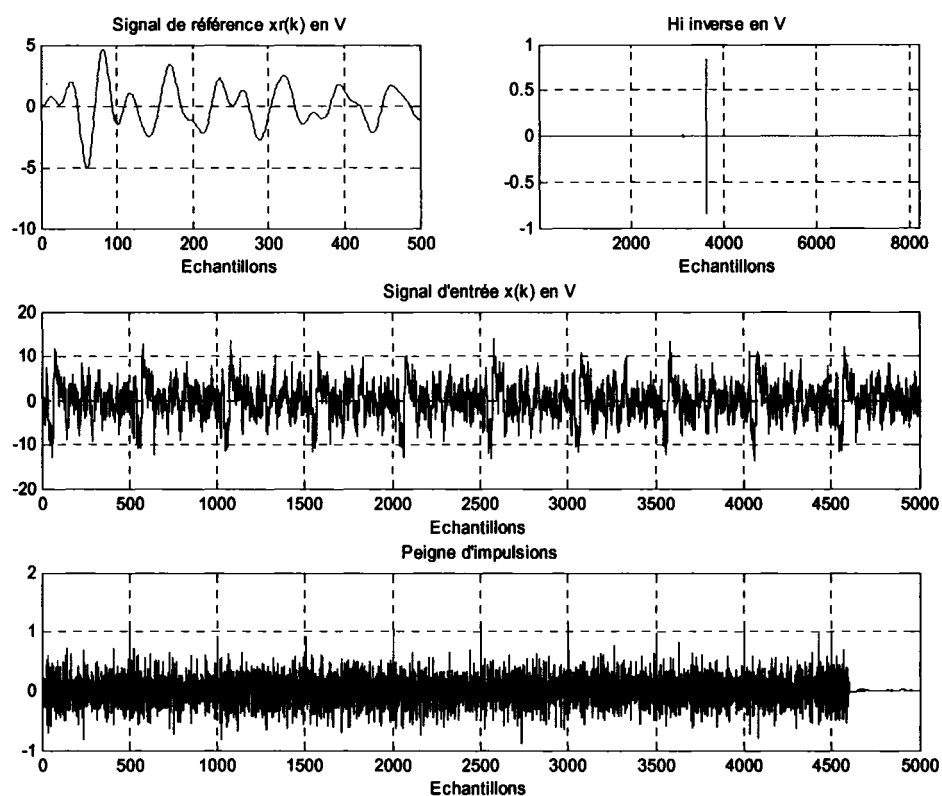 Signal de référence xr(k) en V
Hi inverse en V
5
0
-5
-10
0 100 200 300 400 500
Echantillons
1
0.5
0
-0.5
-1
2000 4000 6000 8000
Echantillons
Signal d'entrée x(k) en V
20
10
0
-10
-20
0 500 1000 1500 2000 2500 3000 3500 4000 4500 5000
Echantillons
Peigne d'impulsions
2
1
0
-1
0 500 1000 1500 2000 2500 3000 3500 4000 4500 5000
Echantillons